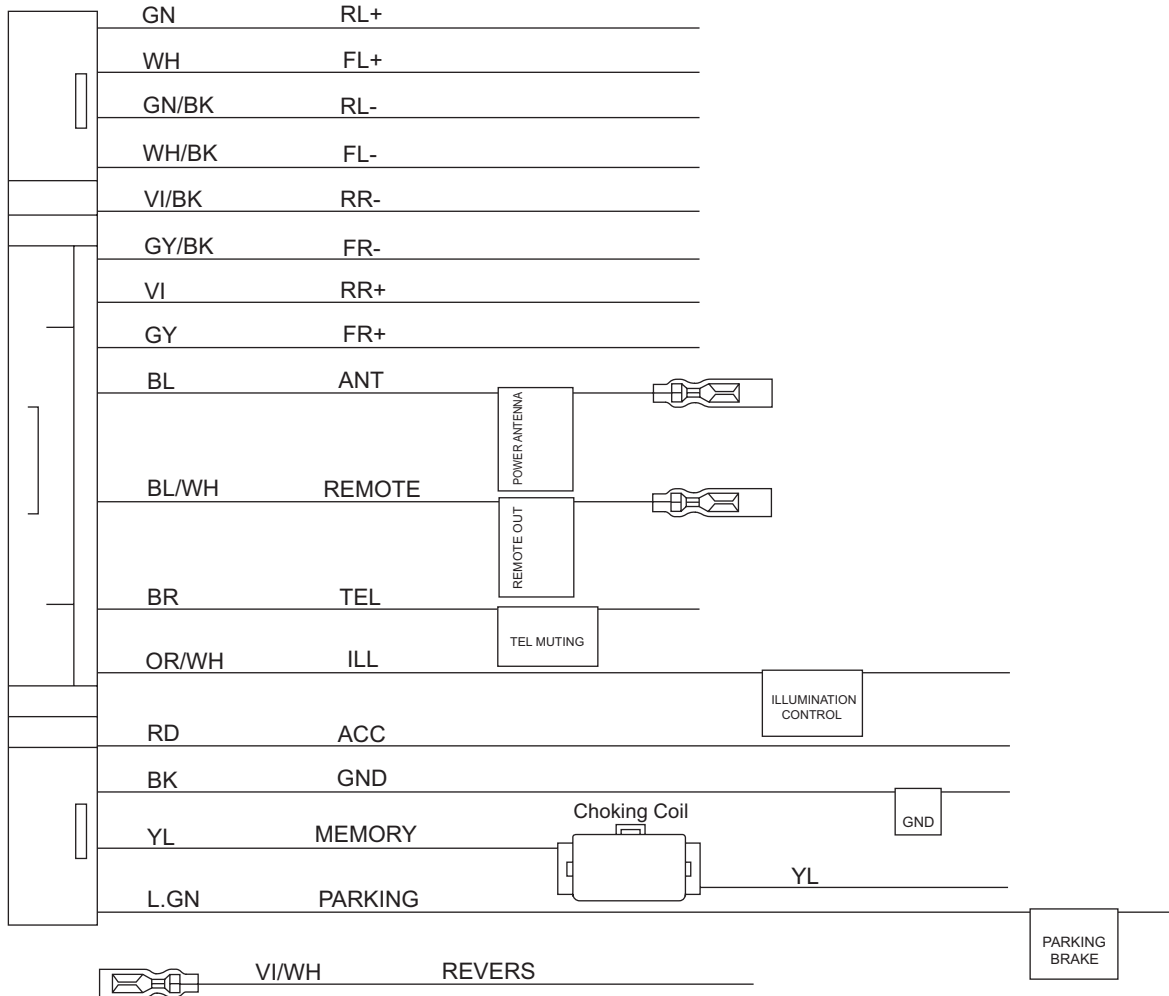 GN RL+
WH FL+
GN/BK RL-
WH/BK FL-
VI/BK RR-
GY/BK FR-
VI RR+
GY FR+
BL ANT
POWER ANTENNA
BL/WH REMOTE
REMOTE OUT
BR TEL
TEL MUTING
OR/WH ILL
ILLUMINATION
CONTROL
RD ACC
BK GND
GND
Choking Coil
YL MEMORY
YL
L.GN PARKING
PARKING
BRAKE
VI/WH REVERS